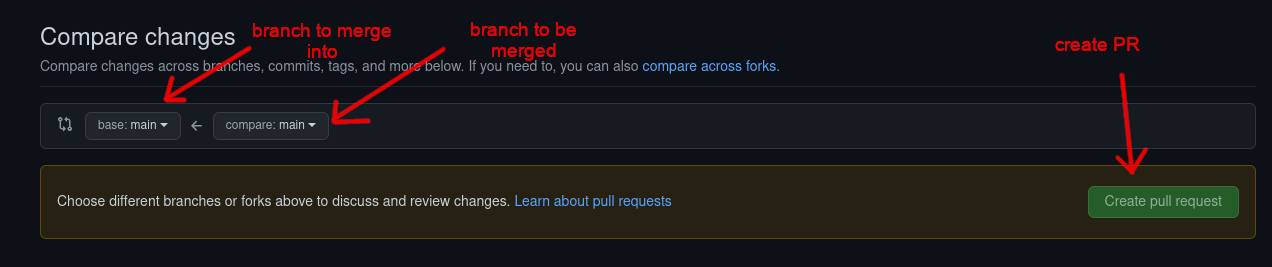 branch to merge
into
branch to be
merged
create PR
Compare changes
Compare changes across branches, commits, tags, and more below. If you need to, you can also compare across forks.
base: main
compare: main
Choose different branches or forks above to discuss and review changes. Learn about pull requests
Create pull request